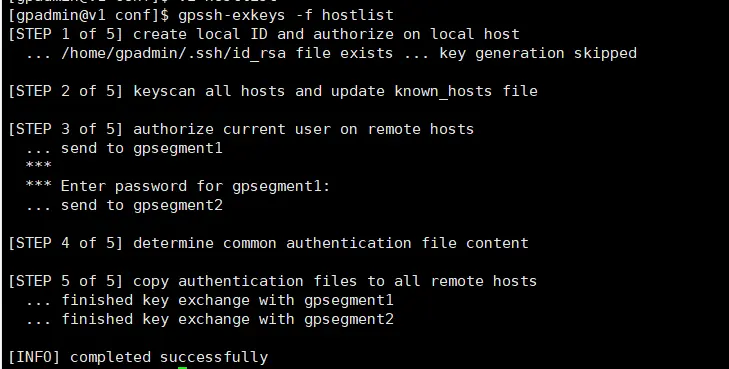 [gpadmin@v1 conf]$ gpssh-exkeys -f hostlist
[STEP 1 of 5] create local ID and authorize on local host
  ... /home/gpadmin/.ssh/id_rsa file exists ... key generation skipped
[STEP 2 of 5] keyscan all hosts and update known_hosts file
[STEP 3 of 5] authorize current user on remote hosts
  ... send to gpsegment1
  ***
  *** Enter password for gpsegment1:
  ... send to gpsegment2
[STEP 4 of 5] determine common authentication file content
[STEP 5 of 5] copy authentication files to all remote hosts
  ... finished key exchange with gpsegment1
  ... finished key exchange with gpsegment2
[INFO] completed successfully